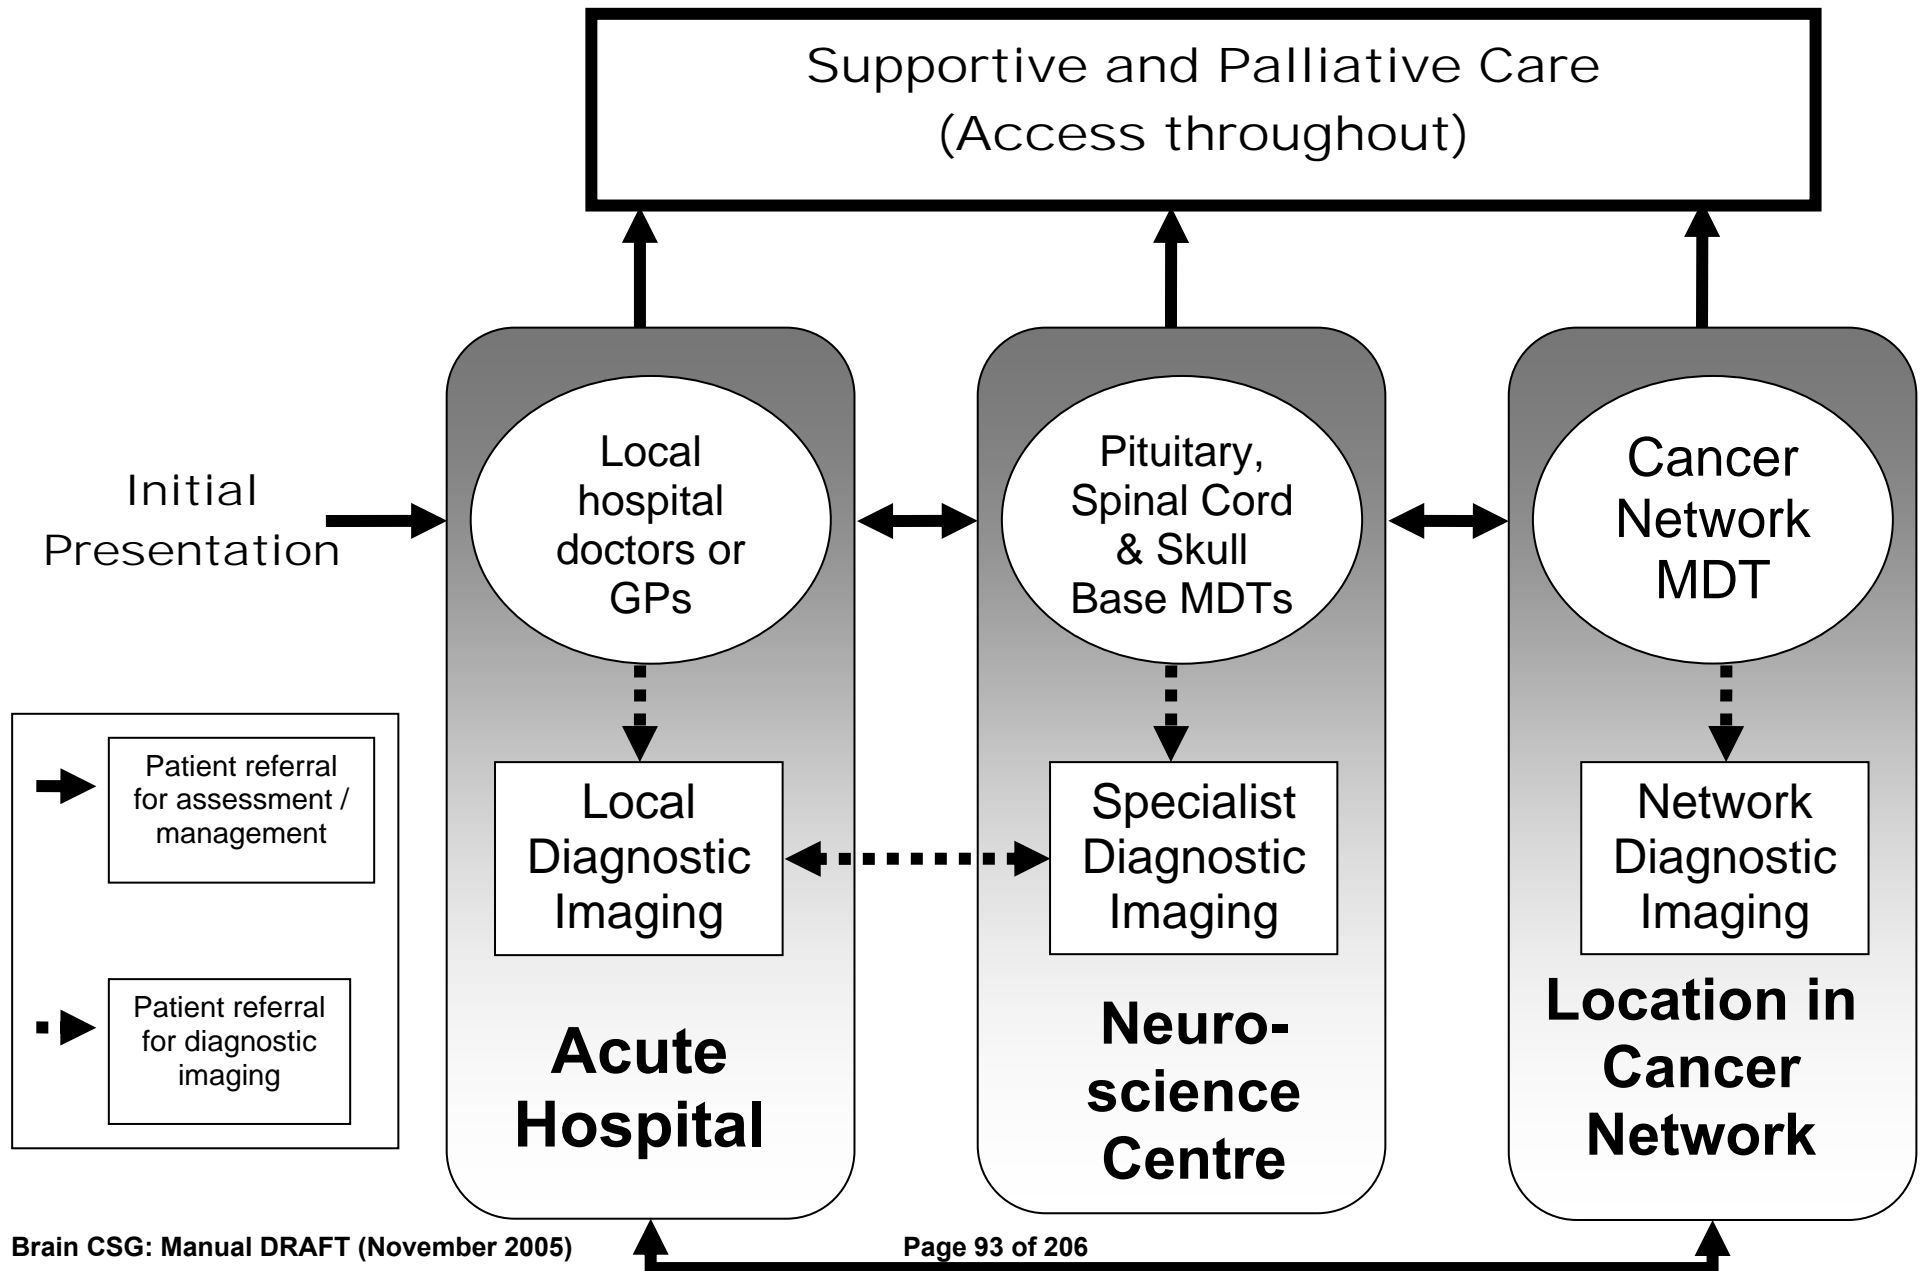 Supportive and Palliative Care
(Access throughout)
Initial
Presentation
Local
hospital
doctors or
GPs
Pituitary,
Spinal Cord
& Skull
Base MDTs
Cancer
Network
MDT
Patient referral
for assessment /
management
Patient referral
for diagnostic
imaging
Local
Diagnostic
Imaging
Specialist
Diagnostic
Imaging
Network
Diagnostic
Imaging
Acute
Hospital
Neuro-
science
Centre
Location in
Cancer
Network
Brain CSG: Manual DRAFT (November 2005)
Page 93 of 206